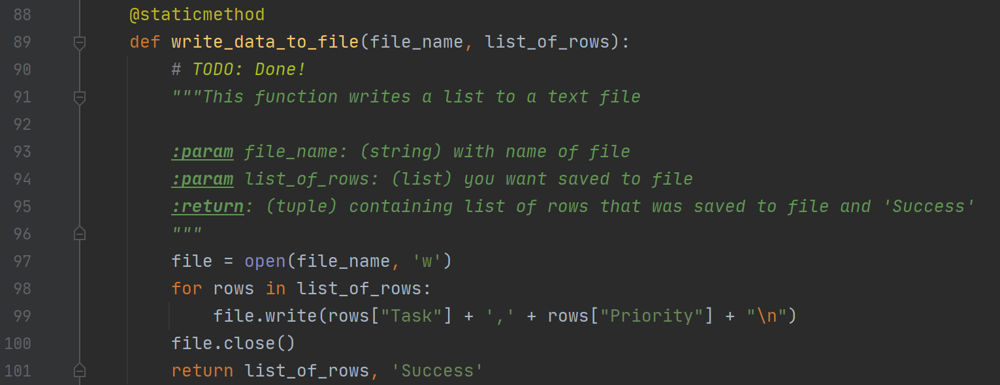 88 @staticmethod
89 def write_data_to_file(file_name, list_of_rows):
90 # TODO: Done!
91 """This function writes a list to a text file
92
93 :param file_name: (string) with name of file
94 :param list_of_rows: (list) you want saved to file
95 :return: (tuple) containing list of rows that was saved to file and 'Success'
96 """
97 file = open(file_name, 'w')
98 for rows in list_of_rows:
99 file.write(rows["Task"] + ',' + rows["Priority"] + "\n")
100 file.close()
101 return list_of_rows, 'Success'